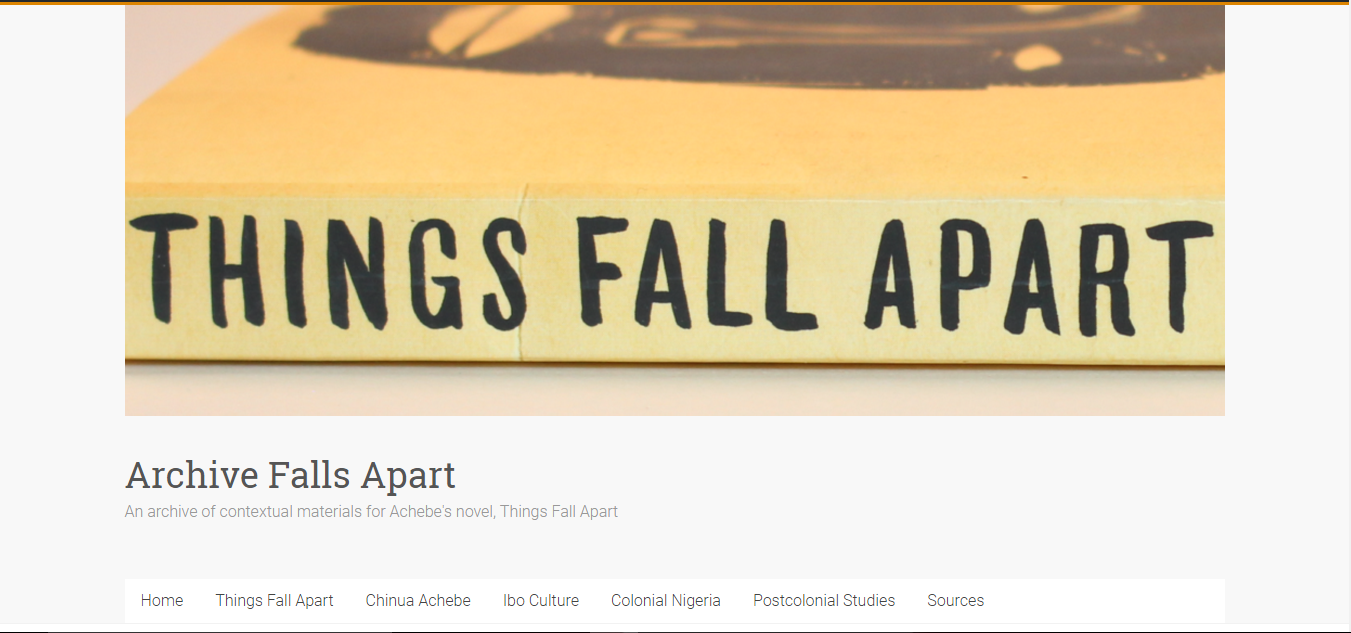 THINGS FALL APART
Archive Falls Apart
An archive of contextual materials for Achebe's novel, Things Fall Apart
Home Things Fall Apart Chinua Achebe Ibo Culture Colonial Nigeria Postcolonial Studies Sources